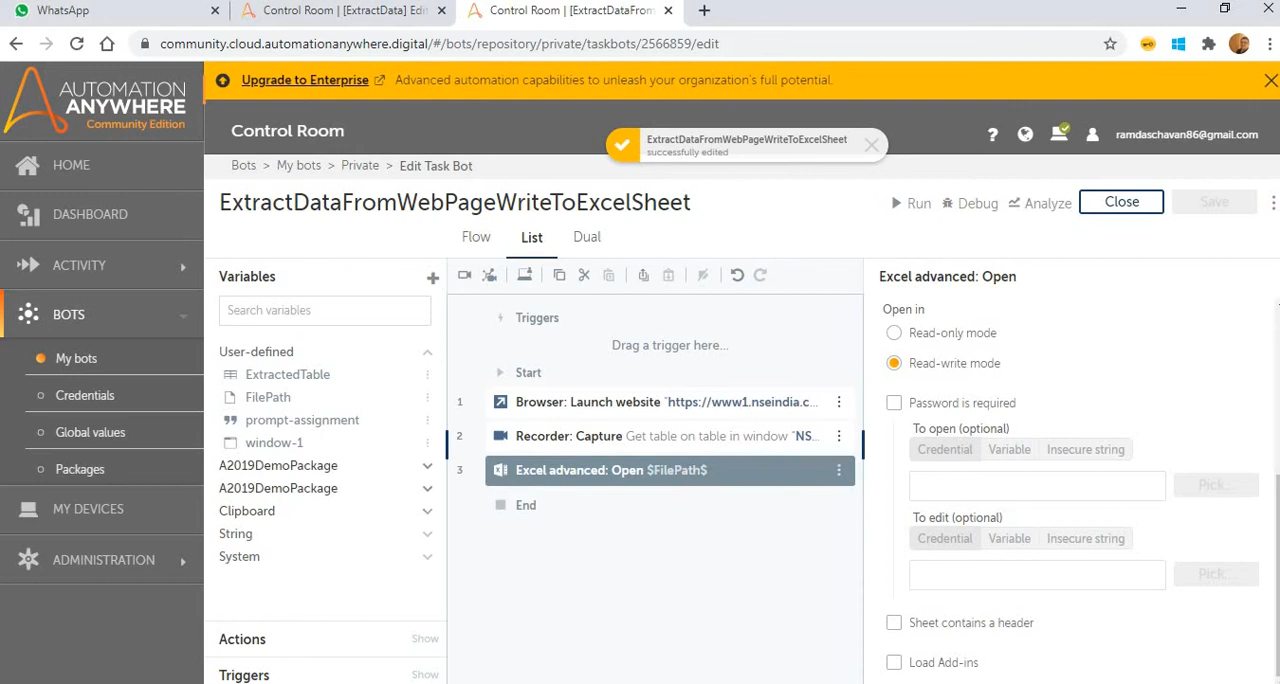 WhatsApp
Control Room | [ExtractData] Edi
Control Room | [ExtractDataFrom
community.cloud.automationanywhere.digital/#/bots/repository/private/taskbots/2566859/edit
AUTOMATION
ANYWHERE
Community Edition
Upgrade to Enterprise
Advanced automation capabilities to unleash your organization's full potential.
Control Room
ExtractDataFromWebPageWriteToExcelSheet
successfully edited
ramdaschavan86@gmail.com
HOME
DASHBOARD
ACTIVITY
BOTS
My bots
Credentials
Global values
Packages
MY DEVICES
ADMINISTRATION
Bots > My bots > Private > Edit Task Bot
ExtractDataFromWebPageWriteToExcelSheet
Run
Debug
Analyze
Close
Save
Flow
List
Dual
Variables
Search variables
User-defined
ExtractedTable
FilePath
prompt-assignment
window-1
A2019DemoPackage
A2019DemoPackage
Clipboard
String
System
Actions
Show
Triggers
Show
Triggers
Drag a trigger here...
Start
1
Browser: Launch website "https://www1.nseindia.c...
2
Recorder: Capture Get table on table in window "NS...
3
Excel advanced: Open $FilePath$
End
Excel advanced: Open
Open in
Read-only mode
Read-write mode
Password is required
To open (optional)
Credential
Variable
Insecure string
Pick...
To edit (optional)
Credential
Variable
Insecure string
Pick...
Sheet contains a header
Load Add-ins